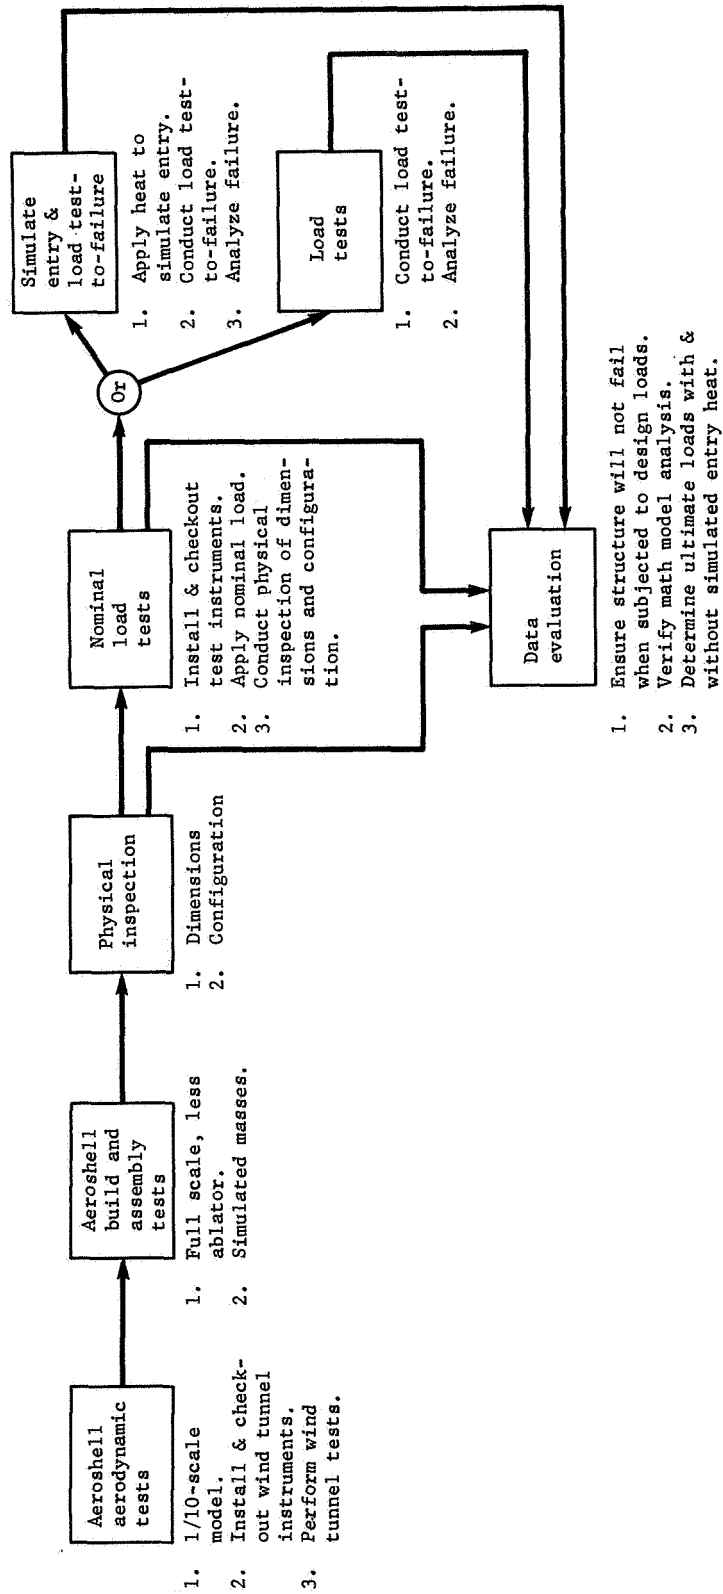 Aeroshell
aerodynamic
tests
1. 1/10-scale
model.
2. Install & check-
out wind tunnel
instruments.
3. Perform wind
tunnel tests.
Aeroshell
build and
assembly
tests
1. Full scale, less
ablator.
2. Simulated masses.
Physical
inspection
1. Dimensions
2. Configuration
Nominal
load
tests
1. Install & checkout
test instruments.
2. Apply nominal load.
3. Conduct physical
inspection of dimen-
sions and configura-
tion.
Or
Simulate
entry &
load test-
to-failure
1. Apply heat to
simulate entry.
2. Conduct load test-
to-failure.
3. Analyze failure.
Load
tests
1. Conduct load test-
to-failure.
2. Analyze failure.
Data
evaluation
1. Ensure structure will not fail
when subjected to design loads.
2. Verify math model analysis.
3. Determine ultimate loads with &
without simulated entry heat.